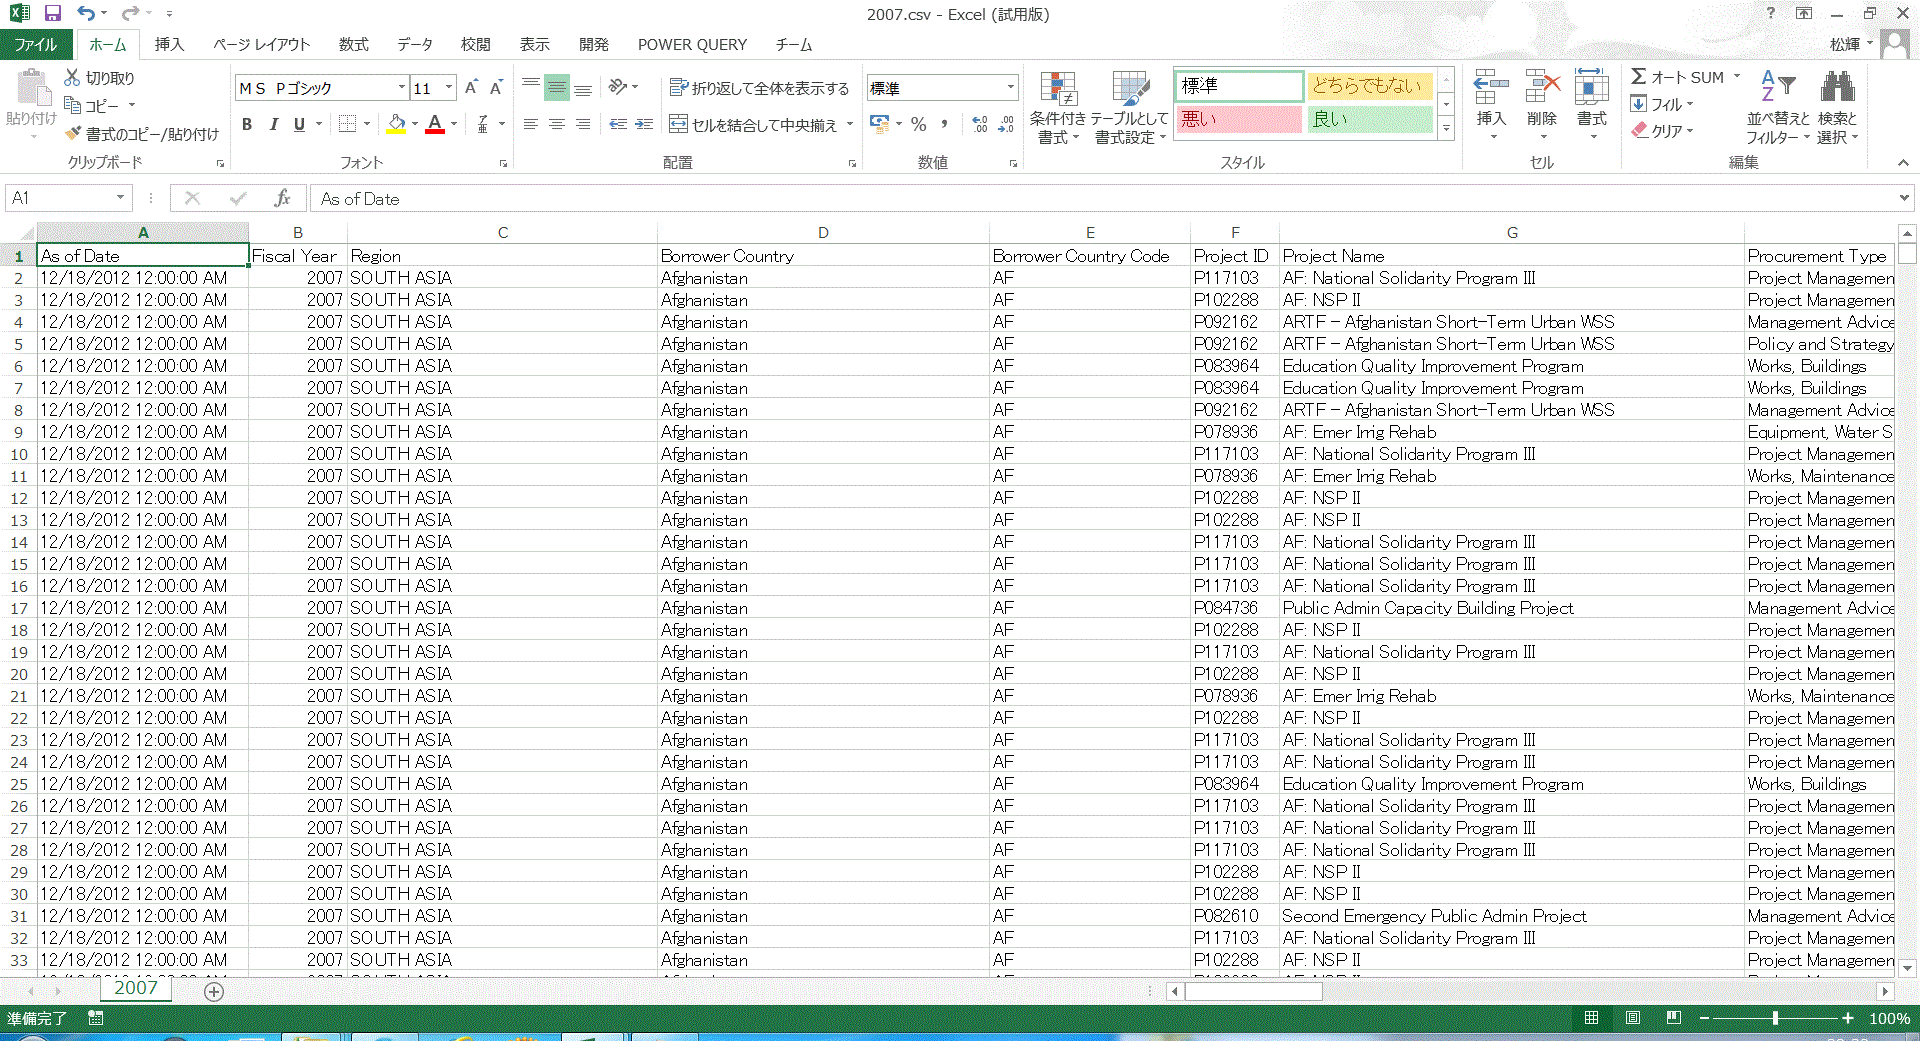 2007.csv - Excel (試用版)
ファイル ホーム 挿入 ページ レイアウト 数式 データ 校閲 表示 開発 POWER QUERY チーム 松輝
貼り付け 切り取り コピー 書式のコピー/貼り付け クリップボード
ＭＳ Ｐゴシック 11 B I U A フォント
折り返して全体を表示する セルを結合して中央揃え 配置
標準 % , 数値
条件付き書式 テーブルとして書式設定 標準 どちらでもない 悪い 良い スタイル
挿入 削除 書式 セル
Σ オート SUM フィル クリア 並べ替えとフィルター 検索と選択 編集
A1 fx As of Date
A B C D E F G
1 As of Date Fiscal Year Region Borrower Country Borrower Country Code Project ID Project Name Procurement Type
2 12/18/2012 12:00:00 AM 2007 SOUTH ASIA Afghanistan AF P117103 AF: National Solidarity Program III Project Managemen
3 12/18/2012 12:00:00 AM 2007 SOUTH ASIA Afghanistan AF P102288 AF: NSP II Project Managemen
4 12/18/2012 12:00:00 AM 2007 SOUTH ASIA Afghanistan AF P092162 ARTF - Afghanistan Short-Term Urban WSS Management Advice
5 12/18/2012 12:00:00 AM 2007 SOUTH ASIA Afghanistan AF P092162 ARTF - Afghanistan Short-Term Urban WSS Policy and Strategy
6 12/18/2012 12:00:00 AM 2007 SOUTH ASIA Afghanistan AF P083964 Education Quality Improvement Program Works, Buildings
7 12/18/2012 12:00:00 AM 2007 SOUTH ASIA Afghanistan AF P083964 Education Quality Improvement Program Works, Buildings
8 12/18/2012 12:00:00 AM 2007 SOUTH ASIA Afghanistan AF P092162 ARTF - Afghanistan Short-Term Urban WSS Management Advice
9 12/18/2012 12:00:00 AM 2007 SOUTH ASIA Afghanistan AF P078936 AF: Emer Irrig Rehab Equipment, Water S
10 12/18/2012 12:00:00 AM 2007 SOUTH ASIA Afghanistan AF P117103 AF: National Solidarity Program III Project Managemen
11 12/18/2012 12:00:00 AM 2007 SOUTH ASIA Afghanistan AF P078936 AF: Emer Irrig Rehab Works, Maintenance
12 12/18/2012 12:00:00 AM 2007 SOUTH ASIA Afghanistan AF P102288 AF: NSP II Project Managemen
13 12/18/2012 12:00:00 AM 2007 SOUTH ASIA Afghanistan AF P102288 AF: NSP II Project Managemen
14 12/18/2012 12:00:00 AM 2007 SOUTH ASIA Afghanistan AF P117103 AF: National Solidarity Program III Project Managemen
15 12/18/2012 12:00:00 AM 2007 SOUTH ASIA Afghanistan AF P117103 AF: National Solidarity Program III Project Managemen
16 12/18/2012 12:00:00 AM 2007 SOUTH ASIA Afghanistan AF P117103 AF: National Solidarity Program III Project Managemen
17 12/18/2012 12:00:00 AM 2007 SOUTH ASIA Afghanistan AF P084736 Public Admin Capacity Building Project Management Advice
18 12/18/2012 12:00:00 AM 2007 SOUTH ASIA Afghanistan AF P102288 AF: NSP II Project Managemen
19 12/18/2012 12:00:00 AM 2007 SOUTH ASIA Afghanistan AF P117103 AF: National Solidarity Program III Project Managemen
20 12/18/2012 12:00:00 AM 2007 SOUTH ASIA Afghanistan AF P102288 AF: NSP II Project Managemen
21 12/18/2012 12:00:00 AM 2007 SOUTH ASIA Afghanistan AF P078936 AF: Emer Irrig Rehab Works, Maintenance
22 12/18/2012 12:00:00 AM 2007 SOUTH ASIA Afghanistan AF P102288 AF: NSP II Project Managemen
23 12/18/2012 12:00:00 AM 2007 SOUTH ASIA Afghanistan AF P117103 AF: National Solidarity Program III Project Managemen
24 12/18/2012 12:00:00 AM 2007 SOUTH ASIA Afghanistan AF P117103 AF: National Solidarity Program III Project Managemen
25 12/18/2012 12:00:00 AM 2007 SOUTH ASIA Afghanistan AF P083964 Education Quality Improvement Program Works, Buildings
26 12/18/2012 12:00:00 AM 2007 SOUTH ASIA Afghanistan AF P117103 AF: National Solidarity Program III Project Managemen
27 12/18/2012 12:00:00 AM 2007 SOUTH ASIA Afghanistan AF P117103 AF: National Solidarity Program III Project Managemen
28 12/18/2012 12:00:00 AM 2007 SOUTH ASIA Afghanistan AF P117103 AF: National Solidarity Program III Project Managemen
29 12/18/2012 12:00:00 AM 2007 SOUTH ASIA Afghanistan AF P102288 AF: NSP II Project Managemen
30 12/18/2012 12:00:00 AM 2007 SOUTH ASIA Afghanistan AF P102288 AF: NSP II Project Managemen
31 12/18/2012 12:00:00 AM 2007 SOUTH ASIA Afghanistan AF P082610 Second Emergency Public Admin Project Management Advice
32 12/18/2012 12:00:00 AM 2007 SOUTH ASIA Afghanistan AF P117103 AF: National Solidarity Program III Project Managemen
33 12/18/2012 12:00:00 AM 2007 SOUTH ASIA Afghanistan AF P102288 AF: NSP II Project Managemen
2007
準備完了 100%